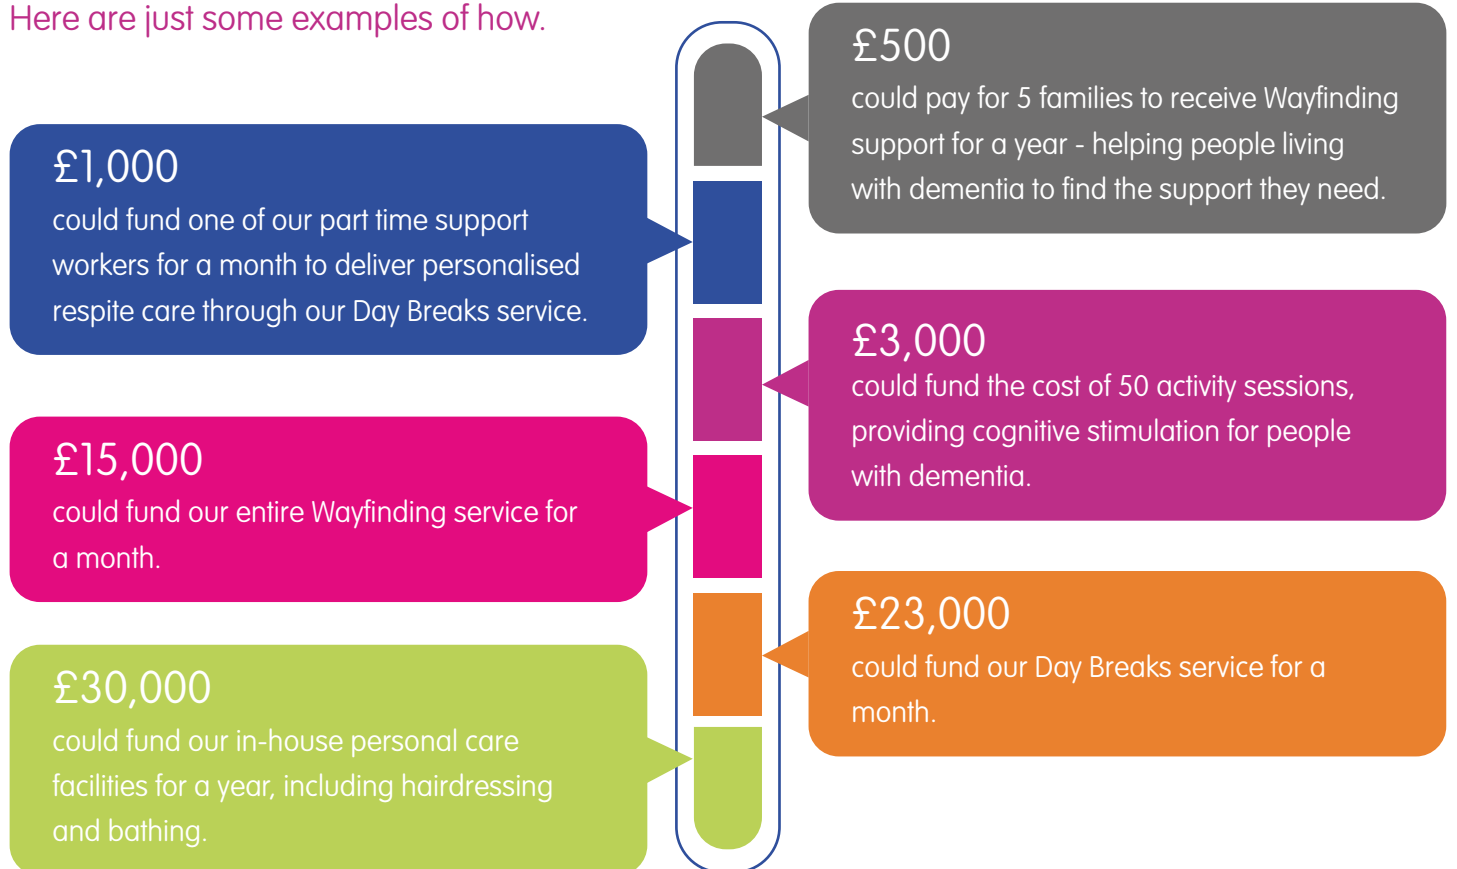 Here are just some examples of how.
£500
could pay for 5 families to receive Wayfinding
support for a year - helping people living
with dementia to find the support they need.
£1,000
could fund one of our part time support
workers for a month to deliver personalised
respite care through our Day Breaks service.
£3,000
could fund the cost of 50 activity sessions,
providing cognitive stimulation for people
with dementia.
£15,000
could fund our entire Wayfinding service for
a month.
£23,000
could fund our Day Breaks service for a
month.
£30,000
could fund our in-house personal care
facilities for a year, including hairdressing
and bathing.